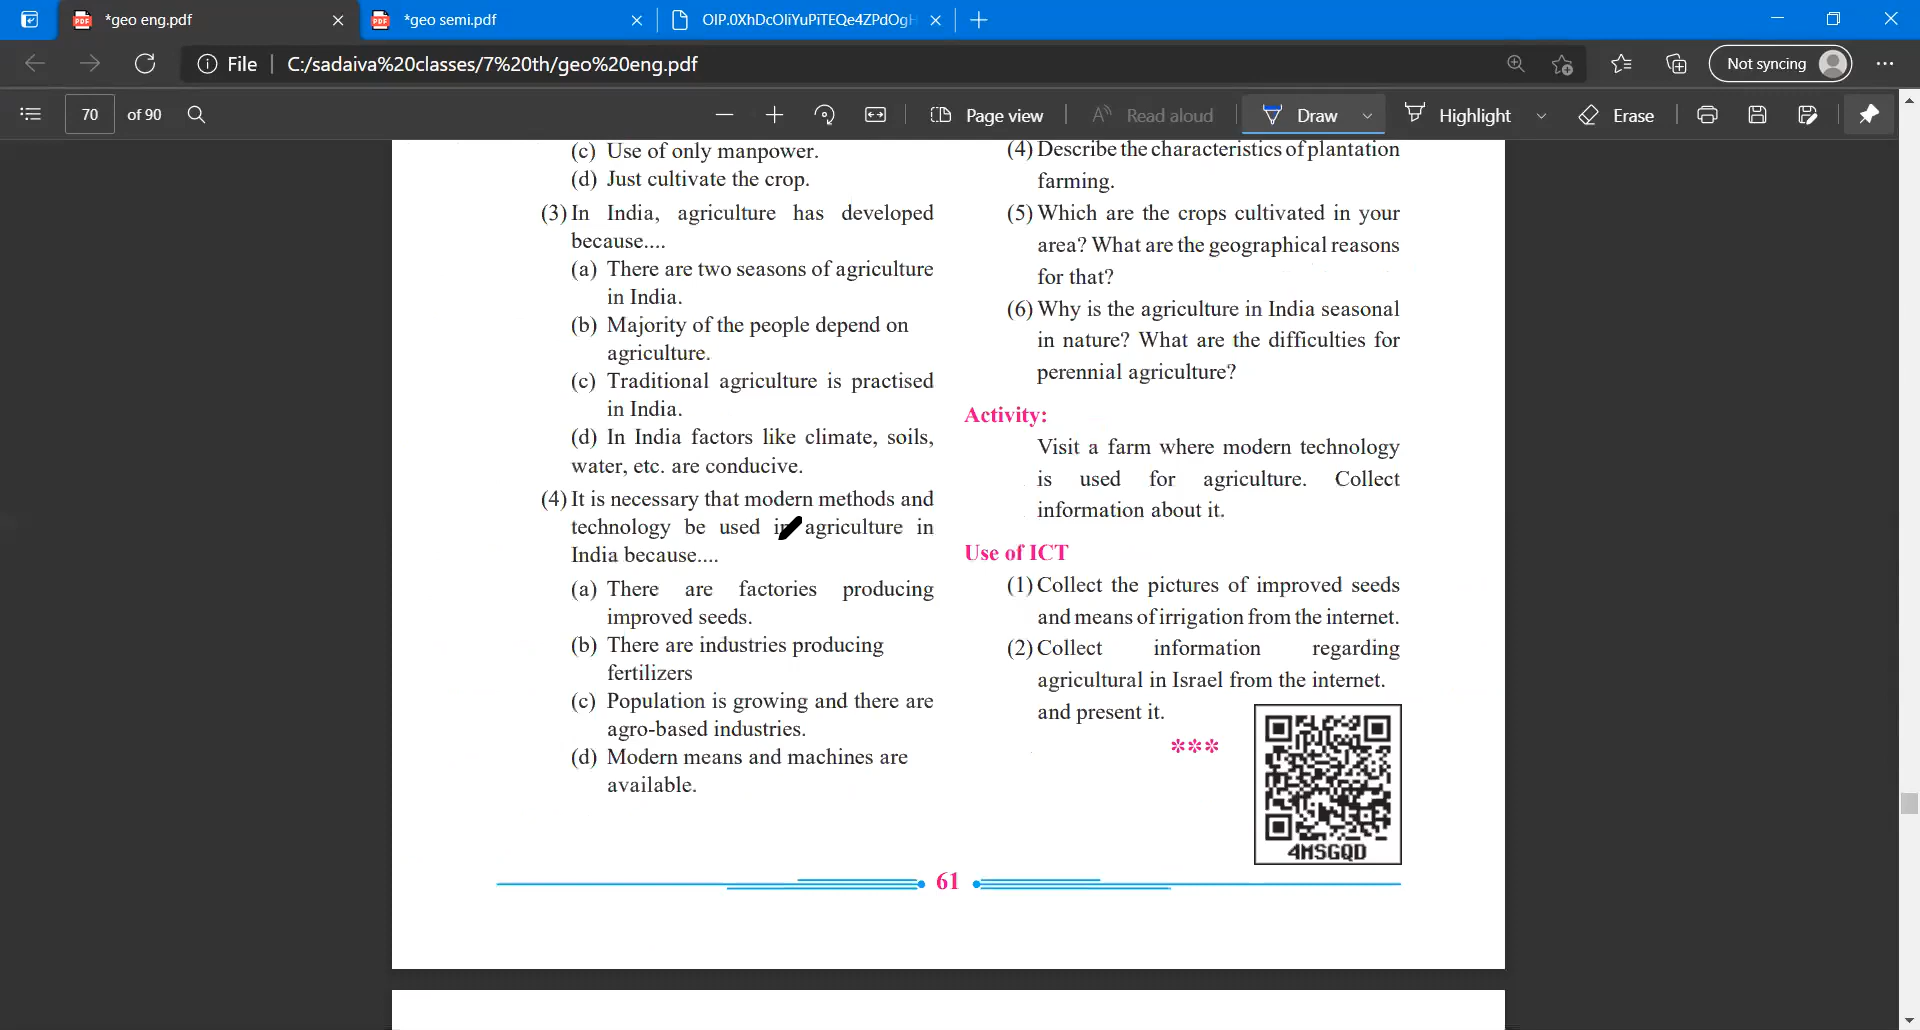 *geo eng.pdf
*geo semi.pdf
OIP.0XhDcOIiYuPiTEQe4ZPdOgH
Not syncing
File
C:/sadaiva%20classes/7%20th/geo%20eng.pdf
70 of 90
Page view
Read aloud
Draw
Highlight
Erase
(c) Use of only manpower.
(d) Just cultivate the crop.
(3) In India, agriculture has developed
because....
(a) There are two seasons of agriculture
in India.
(b) Majority of the people depend on
agriculture.
(c) Traditional agriculture is practised
in India.
(d) In India factors like climate, soils,
water, etc. are conducive.
(4) It is necessary that modern methods and
technology be used in agriculture in
India because....
(a) There are factories producing
improved seeds.
(b) There are industries producing
fertilizers
(c) Population is growing and there are
agro-based industries.
(d) Modern means and machines are
available.
(4) Describe the characteristics of plantation
farming.
(5) Which are the crops cultivated in your
area? What are the geographical reasons
for that?
(6) Why is the agriculture in India seasonal
in nature? What are the difficulties for
perennial agriculture?
Activity:
Visit a farm where modern technology
is used for agriculture. Collect
information about it.
Use of ICT
(1) Collect the pictures of improved seeds
and means of irrigation from the internet.
(2) Collect information regarding
agricultural in Israel from the internet.
and present it.
***
4MSGQD
61